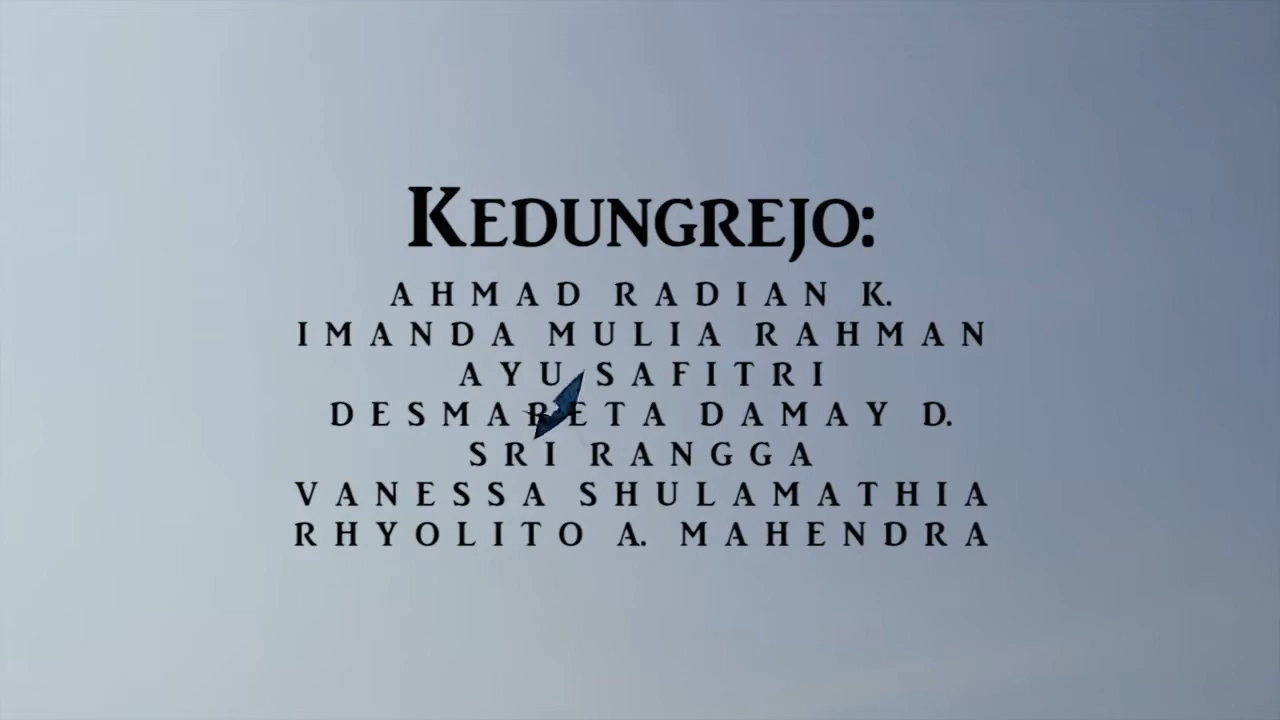 KEDUNGREJO:
AHMAD RADIAN K.
IMANDA MULIA RAHMAN
AYU SAFITRI
DESMARETA DAMAY D.
SRI RANGGA
VANESSA SHULAMATHIA
RHYOLITO A. MAHENDRA